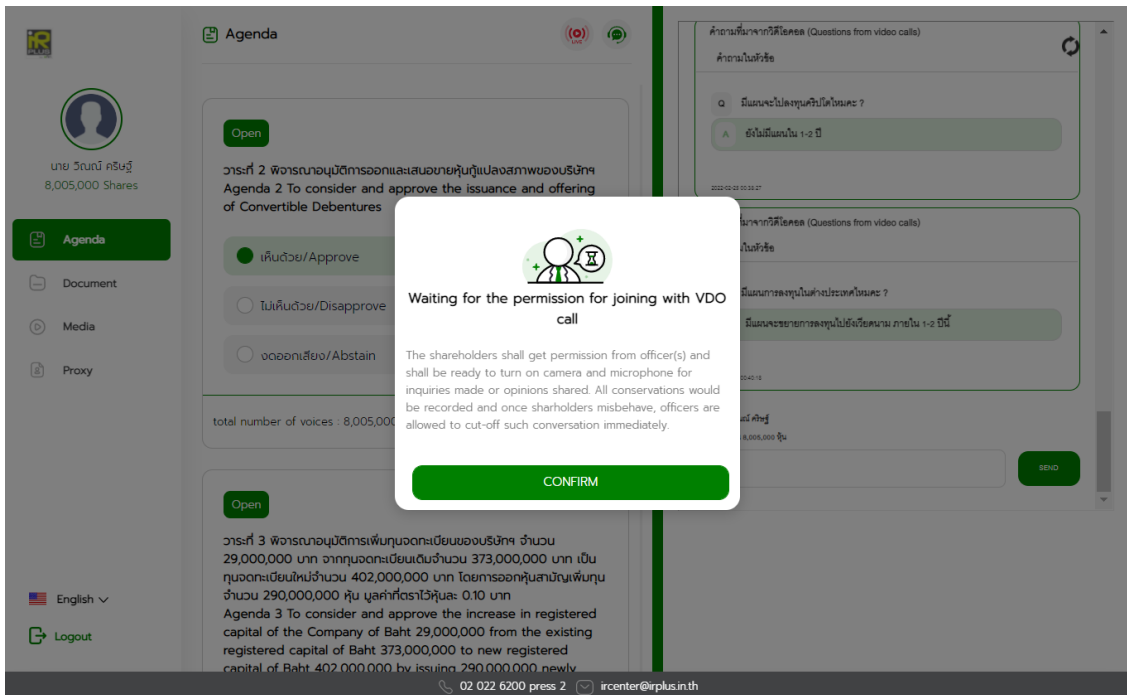 iR
PLUS
นาย วิณณ์ ศรีษฐ์
8,005,000 Shares
Agenda
Document
Media
Proxy
English
Logout
Agenda
LIVE
Open
วาระที่ 2 พิจารณาอนุมัติการออกและเสนอขายหุ้นกู้แปลงสภาพของบริษัทฯ
Agenda 2 To consider and approve the issuance and offering
of Convertible Debentures
เห็นด้วย/Approve
ไม่เห็นด้วย/Disapprove
งดออกเสียง/Abstain
total number of voices : 8,005,000
Open
วาระที่ 3 พิจารณาอนุมัติการเพิ่มทุนจดทะเบียนของบริษัทฯ จำนวน
29,000,000 บาท จากทุนจดทะเบียนเดิมจำนวน 373,000,000 บาท เป็น
ทุนจดทะเบียนใหม่จำนวน 402,000,000 บาท โดยการออกหุ้นสามัญเพิ่มทุน
จำนวน 290,000,000 หุ้น มูลค่าที่ตราไว้หุ้นละ 0.10 บาท
Agenda 3 To consider and approve the increase in registered
capital of the Company of Baht 29,000,000 from the existing
registered capital of Baht 373,000,000 to new registered
capital of Baht 402,000,000 by issuing 290,000,000 newly
Waiting for the permission for joining with VDO
call
The shareholders shall get permission from officer(s) and
shall be ready to turn on camera and microphone for
inquiries made or opinions shared. All conservations would
be recorded and once sharholders misbehave, officers are
allowed to cut-off such conversation immediately.
CONFIRM
คำถามที่มาจากวิดีโอคอล (Questions from video calls)
คำถามในหัวข้อ
Q มีแผนจะไปลงทุนคริปโตไหมคะ ?
A ยังไม่มีแผนใน 1-2 ปี
ที่มาจากวิดีโอคอล (Questions from video calls)
ในหัวข้อ
มีแผนการลงทุนในต่างประเทศไหมคะ ?
มีแผนจะขยายการลงทุนไปยังเวียดนาม ภายใน 1-2 ปีนี้
8,005,000 หุ้น
SEND
02 022 6200 press 2 ircenter@irplus.in.th